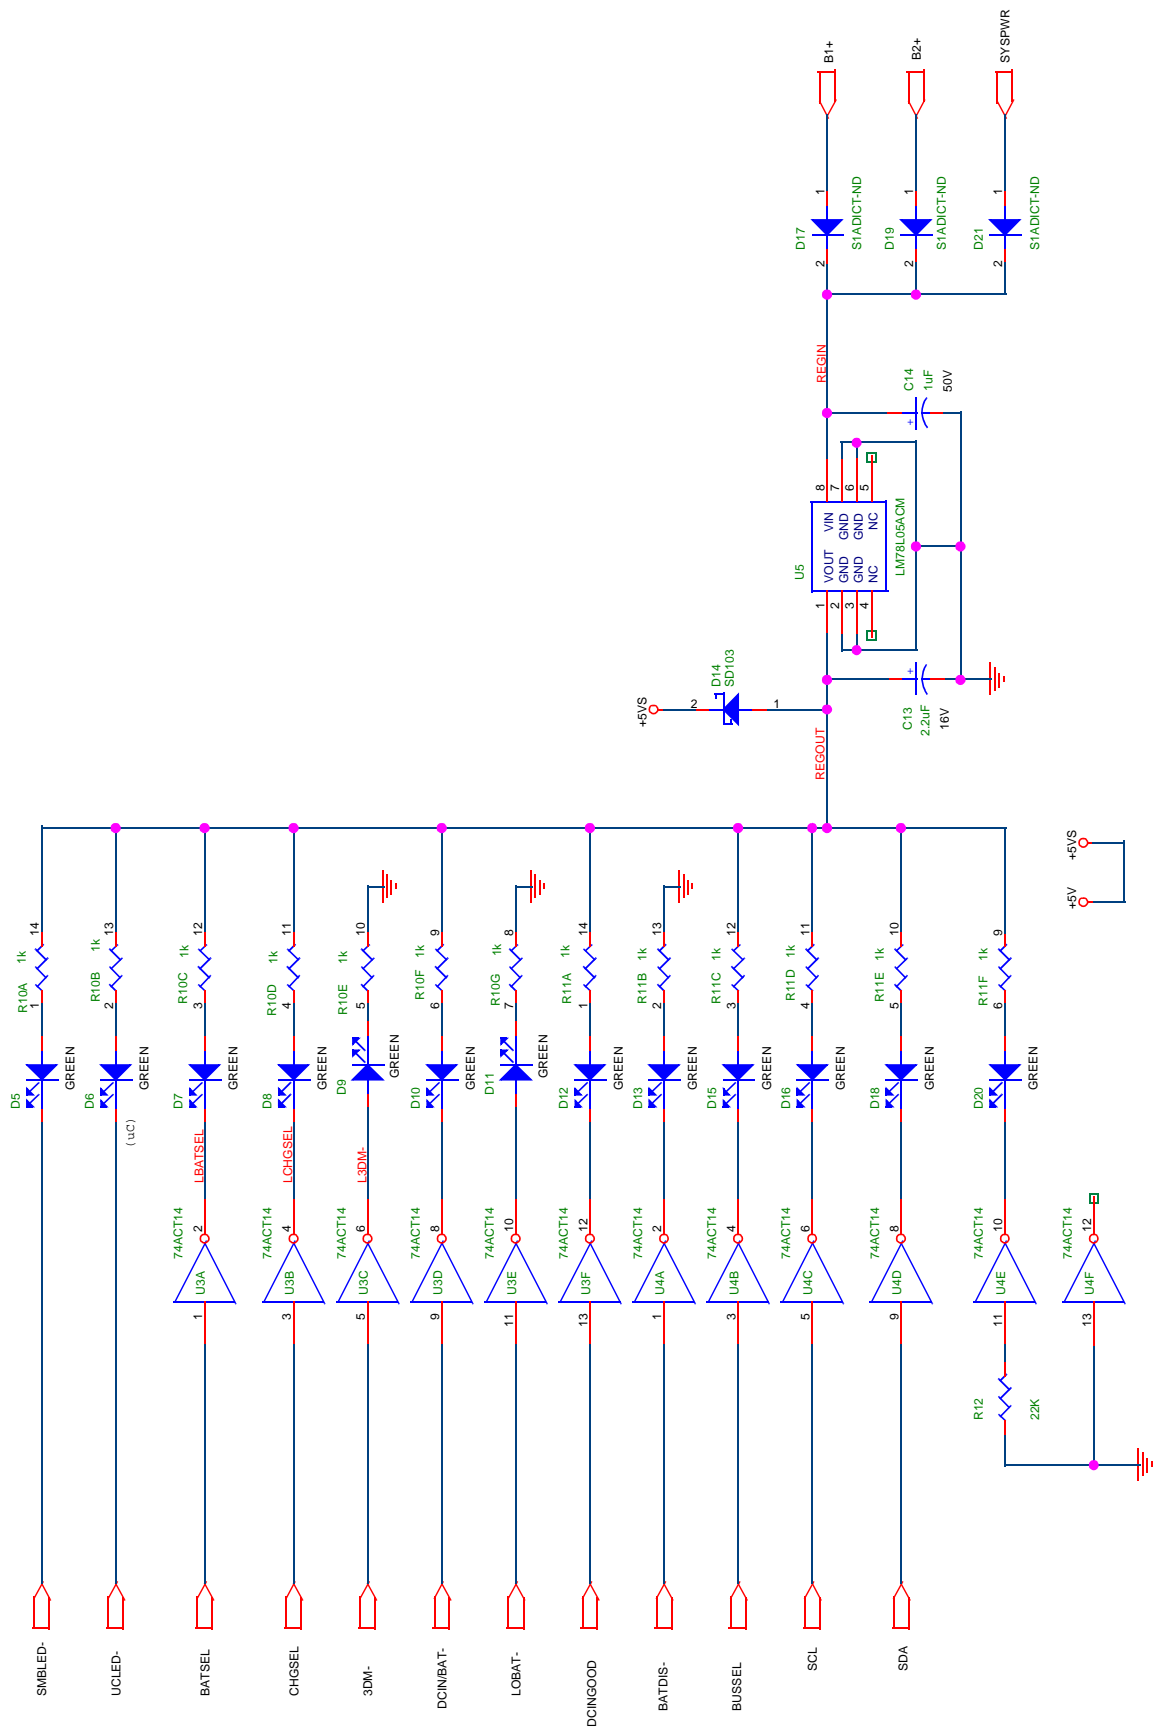 SMBLED-
D5
GREEN
R10A
1k
1
14
UCLED-
(uC)
D6
GREEN
R10B
1k
2
13
BATSEL
1
U3A
74ACT14
2
LBATSEL
D7
GREEN
R10C
1k
3
12
CHGSEL
3
U3B
74ACT14
4
LCHGSEL
D8
GREEN
R10D
1k
4
11
3DM-
5
U3C
74ACT14
6
L3DM-
D9
GREEN
R10E
1k
5
10
DCIN/BAT-
9
U3D
74ACT14
8
D10
GREEN
R10F
1k
6
9
LOBAT-
11
U3E
74ACT14
10
D11
GREEN
R10G
1k
7
8
DCINGOOD
13
U3F
74ACT14
12
D12
GREEN
R11A
1k
1
14
BATDIS-
1
U4A
74ACT14
2
D13
GREEN
R11B
1k
2
13
BUSSEL
3
U4B
74ACT14
4
D15
GREEN
R11C
1k
3
12
SCL
5
U4C
74ACT14
6
D16
GREEN
R11D
1k
4
11
SDA
9
U4D
74ACT14
8
D18
GREEN
R11E
1k
5
10
R12
22K
11
U4E
74ACT14
10
D20
GREEN
R11F
1k
6
9
13
U4F
74ACT14
12
+5V
+5VS
REGOUT
+5VS
2
D14
SD103
1
C13
2.2uF
16V
+
U5
LM78L05ACM
1
VOUT
VIN
8
2
GND
GND
7
3
GND
GND
6
4
NC
NC
5
C14
1uF
50V
+
REGIN
2
D17
1
S1ADICT-ND
B1+
2
D19
1
S1ADICT-ND
B2+
2
D21
1
S1ADICT-ND
SYSPWR